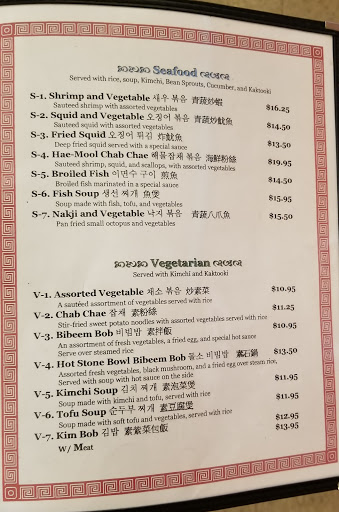 Seafood
Served with rice, soup, Kimchi, Bean Sprouts, Cucumber, and Kaktooki
S-1. Shrimp and Vegetable 새우 볶음 青蔬炒蝦 $16.25
Sauteed shrimp with assorted vegetables
S-2. Squid and Vegetable 오징어 볶음 青蔬炒魷魚 $14.50
Sauteed squid with assorted vegetables
S-3. Fried Squid 오징어 튀김 炸魷魚 $13.50
Deep fried squid served with a special sauce
S-4. Hae-Mool Chab Chae 해물잡채 볶음 海鮮粉絲 $19.95
Sauteed shrimp, squid, and scallops, with assorted vegetables
S-5. Broiled Fish 이면수 구이 煎魚 $14.50
Broiled fish marinated in a special sauce
S-6. Fish Soup 생선 찌개 魚煲 $15.95
Soup made with fish, tofu, and vegetables
S-7. Nakji and Vegetable 낙지 볶음 青蔬八爪魚 $15.50
Pan fried small octopus and vegetables
Vegetarian
Served with Kimchi and Kaktooki
V-1. Assorted Vegetable 채소 볶음 炒素菜 $10.95
A sautéed assortment of vegetables served with rice
V-2. Chab Chae 잡채 素粉絲 $11.25
Stir-fried sweet potato noodles with assorted vegetables served with rice
V-3. Bibeem Bob 비빔밥 素拌飯 $10.95
An assortment of fresh vegetables, a fried egg, and special hot sauce
Serve over steamed rice
V-4. Hot Stone Bowl Bibeem Bob 돌소 비빔밥 素石鍋 $13.50
Assorted fresh vegetables, black mushroom, and a fried egg over steam rice,
Served with soup with hot sauce on the side
V-5. Kimchi Soup 김치 찌개 素泡菜煲 $11.95
Soup made with kimchi and tofu, served with rice
V-6. Tofu Soup 순두부 찌개 素豆腐煲 $11.95
Soup made with soft tofu and vegetables, served with rice
V-7. Kim Bob 김밥 素紫菜包飯 $12.95
W/ Meat $13.95